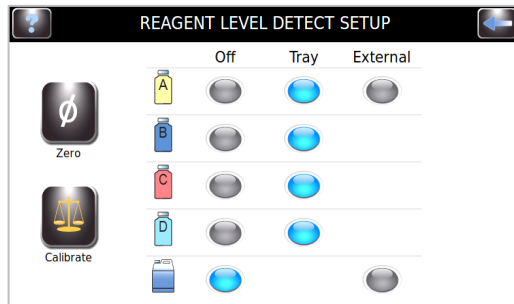 ?
REAGENT LEVEL DETECT SETUP
Off Tray External
A
ø
Zero
B
C
D
Calibrate